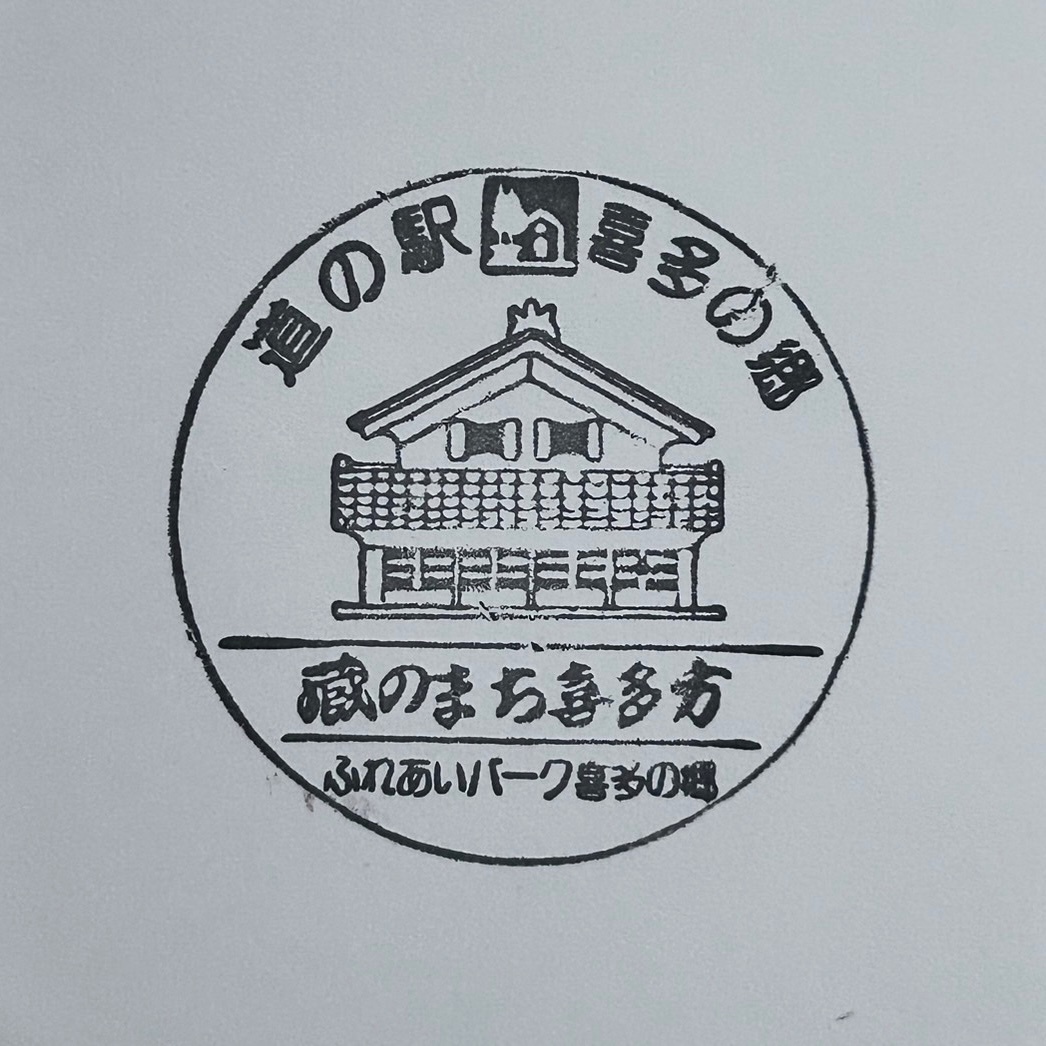 道の駅 喜多の郷
蔵のまち喜多方
ふれあいパーク喜多の郷